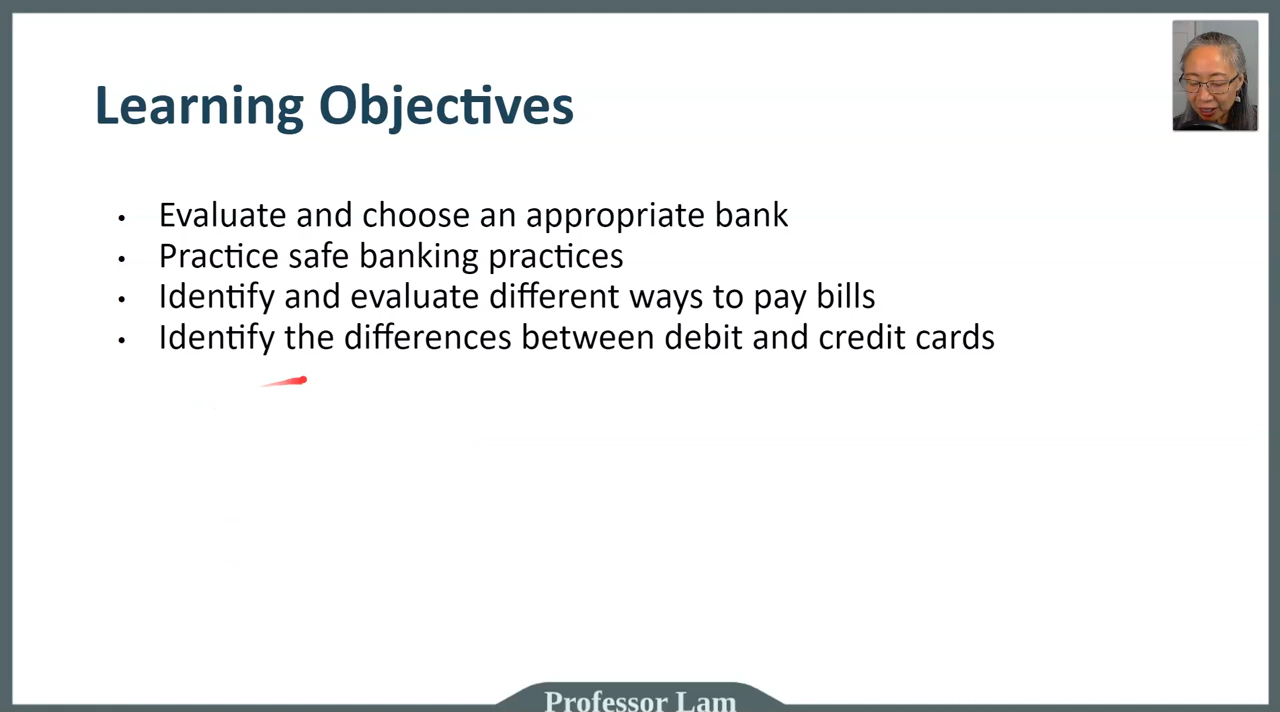 Learning Objectives
• Evaluate and choose an appropriate bank
• Practice safe banking practices
• Identify and evaluate different ways to pay bills
• Identify the differences between debit and credit cards
Professor Lam